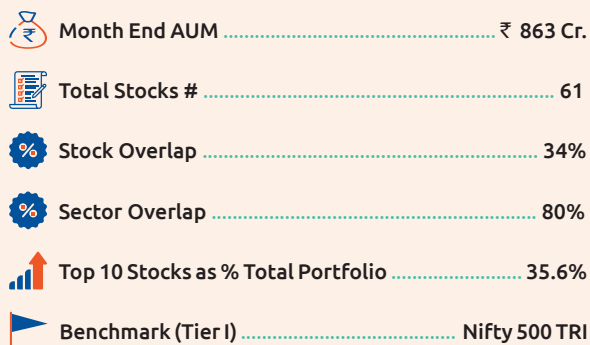 Month End AUM ₹ 863 Cr.
Total Stocks # 61
Stock Overlap 34%
Sector Overlap 80%
Top 10 Stocks as % Total Portfolio 35.6%
Benchmark (Tier I) Nifty 500 TRI